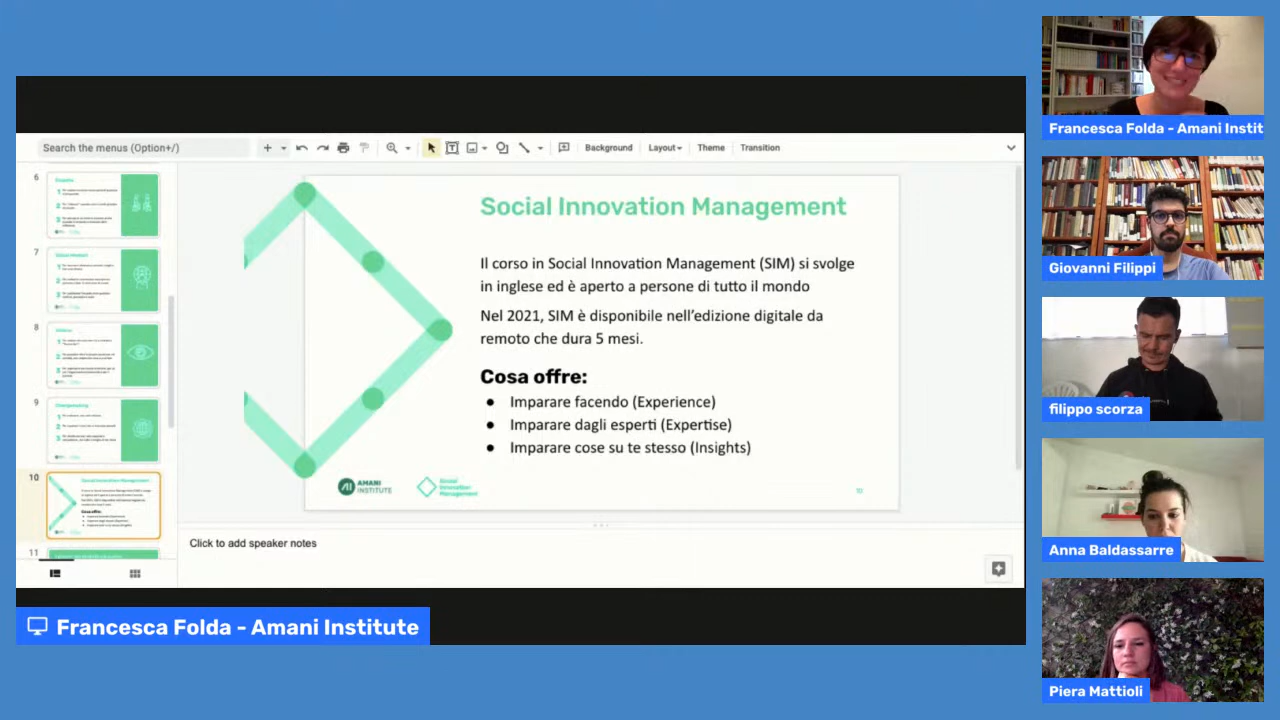 Search the menus (Option+/)
Background
Layout
Theme
Transition
6
7
8
9
10
11
Social Innovation Management
Il corso in Social Innovation Management (SIM) si svolge
in inglese ed è aperto a persone di tutto il mondo
Nel 2021, SIM è disponibile nell'edizione digitale da
remoto che dura 5 mesi.
Cosa offre:
● Imparare facendo (Experience)
● Imparare dagli esperti (Expertise)
● Imparare cose su te stesso (Insights)
AMANI
INSTITUTE
Social
Innovation
Management
10
Click to add speaker notes
Francesca Folda - Amani Institute
Francesca Folda - Amani Instit
Giovanni Filippi
filippo scorza
Anna Baldassarre
Piera Mattioli